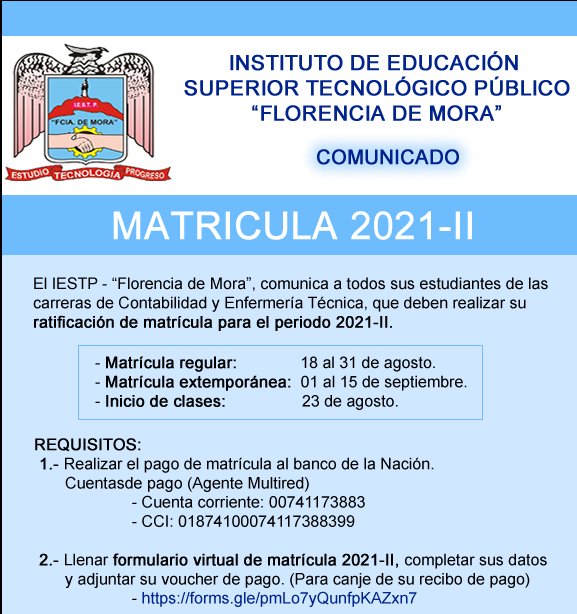 INSTITUTO DE EDUCACIÓN
SUPERIOR TECNOLÓGICO PÚBLICO
“FLORENCIA DE MORA”
COMUNICADO
I.E.S.T. P.
"FCIA. DE MORA"
ESTUDIO TECNOLOGIA PROGRESO
MATRICULA 2021-II
El IESTP - “Florencia de Mora”, comunica a todos sus estudiantes de las
carreras de Contabilidad y Enfermería Técnica, que deben realizar su
ratificación de matrícula para el periodo 2021-II.
- Matrícula regular: 18 al 31 de agosto.
- Matrícula extemporánea: 01 al 15 de septiembre.
- Inicio de clases: 23 de agosto.
REQUISITOS:
1.- Realizar el pago de matrícula al banco de la Nación.
Cuentasde pago (Agente Multired)
- Cuenta corriente: 00741173883
- CCI: 01874100074117388399
2.- Llenar formulario virtual de matrícula 2021-II, completar sus datos
y adjuntar su voucher de pago. (Para canje de su recibo de pago)
- https://forms.gle/pmLo7yQunfpKAZxn7